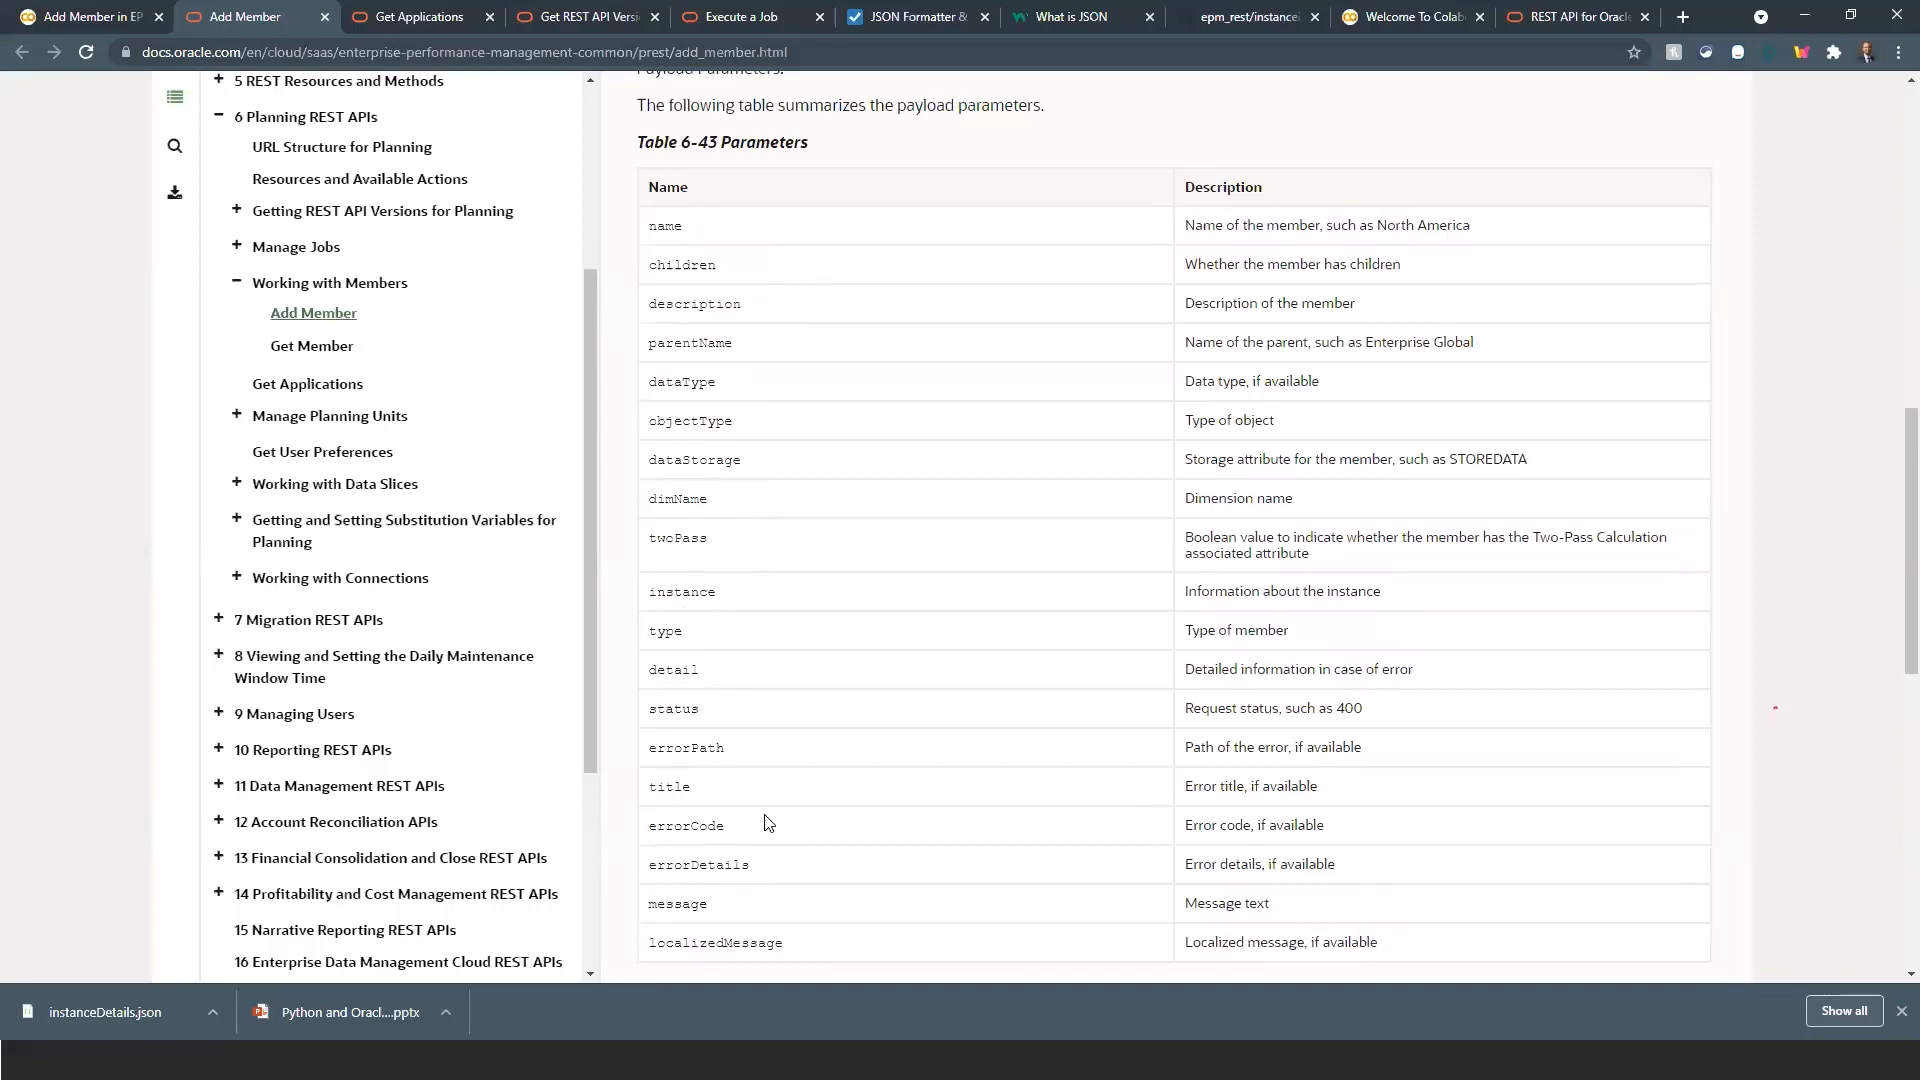 Add Member in EP
Add Member
Get Applications
Get REST API Versi
Execute a Job
JSON Formatter &
What is JSON
epm_rest/instance
Welcome To Colab
REST API for Oracle
docs.oracle.com/en/cloud/saas/enterprise-performance-management-common/prest/add_member.html
5 REST Resources and Methods
6 Planning REST APIs
URL Structure for Planning
Resources and Available Actions
Getting REST API Versions for Planning
Manage Jobs
Working with Members
Add Member
Get Member
Get Applications
Manage Planning Units
Get User Preferences
Working with Data Slices
Getting and Setting Substitution Variables for
Planning
Working with Connections
7 Migration REST APIs
8 Viewing and Setting the Daily Maintenance
Window Time
9 Managing Users
10 Reporting REST APIs
11 Data Management REST APIs
12 Account Reconciliation APIs
13 Financial Consolidation and Close REST APIs
14 Profitability and Cost Management REST APIs
15 Narrative Reporting REST APIs
16 Enterprise Data Management Cloud REST APIs
Payload Parameters:
The following table summarizes the payload parameters.
Table 6-43 Parameters
Name Description
name Name of the member, such as North America
children Whether the member has children
description Description of the member
parentName Name of the parent, such as Enterprise Global
dataType Data type, if available
objectType Type of object
dataStorage Storage attribute for the member, such as STOREDATA
dimName Dimension name
twoPass Boolean value to indicate whether the member has the Two-Pass Calculation
associated attribute
instance Information about the instance
type Type of member
detail Detailed information in case of error
status Request status, such as 400
errorPath Path of the error, if available
title Error title, if available
errorCode Error code, if available
errorDetails Error details, if available
message Message text
localizedMessage Localized message, if available
instanceDetails.json
Python and Oracl....pptx
Show all